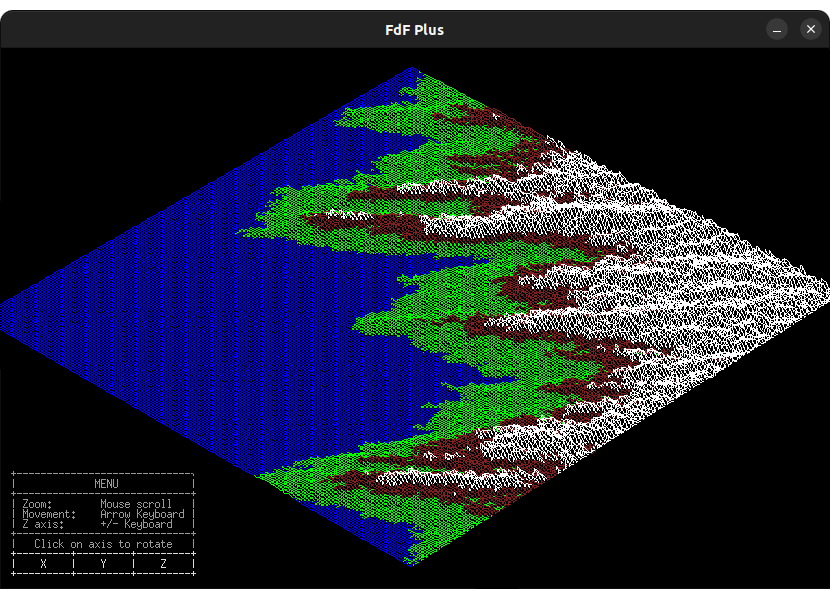 FdF Plus
MENU
Zoom: Mouse scroll
Movement: Arrow Keyboard
Z axis: +/- Keyboard
Click on axis to rotate
X Y Z